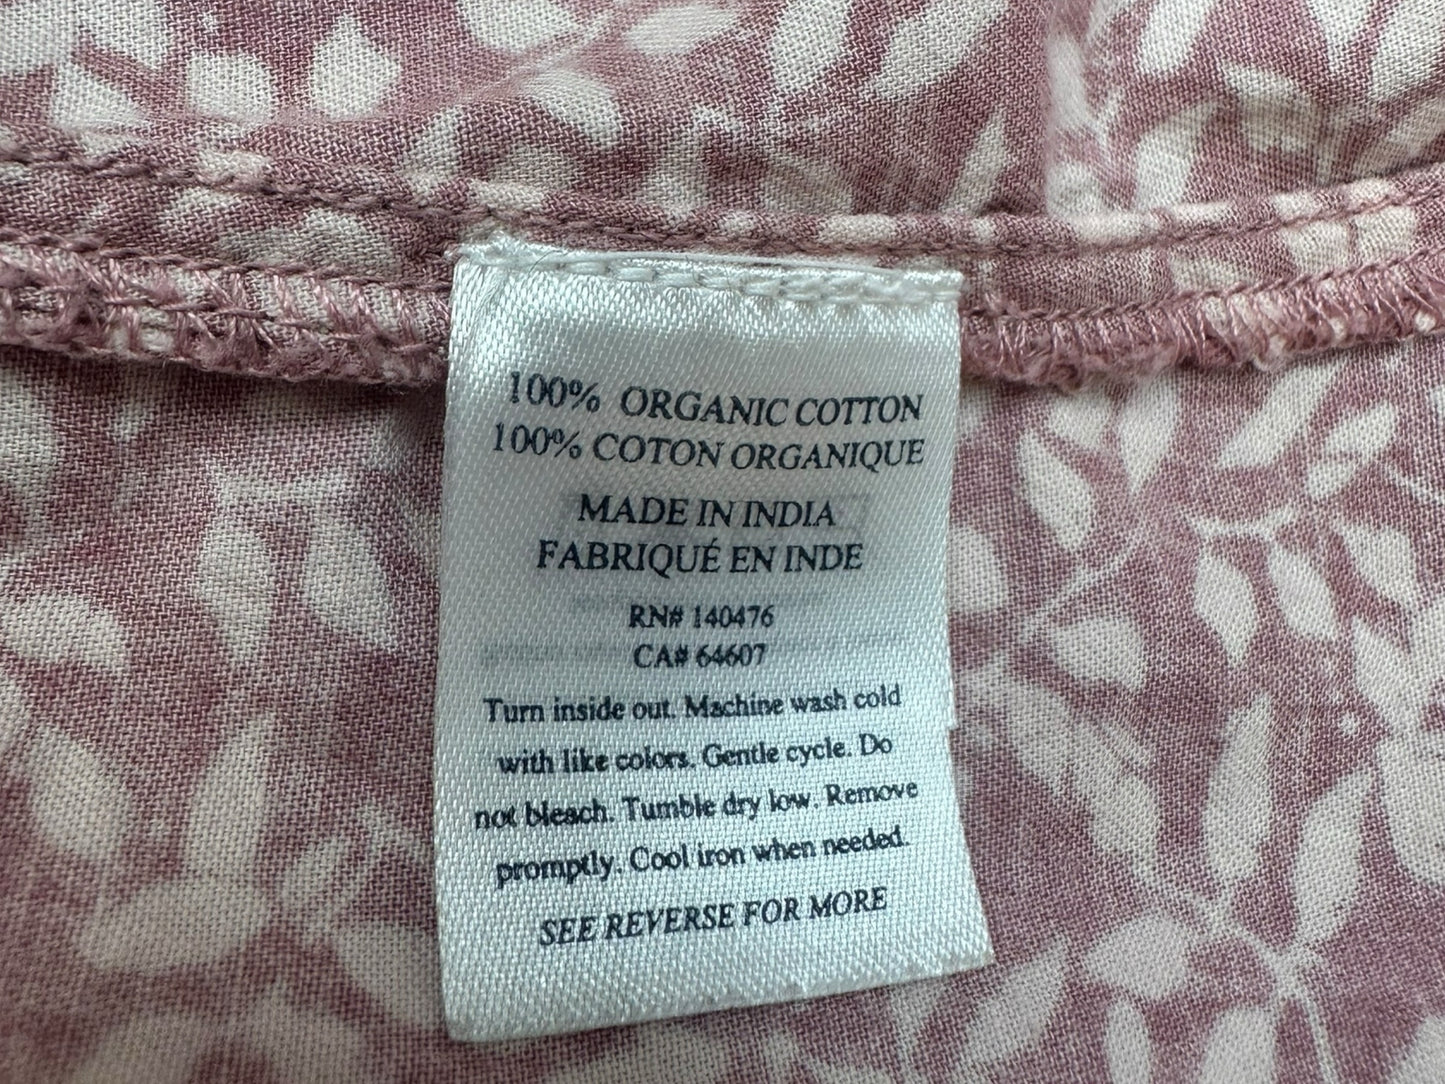 100% ORGANIC COTTON
100% COTON ORGANIQUE
MADE IN INDIA
FABRIQUÉ EN INDE
RN# 140476
CA# 64607
Turn inside out. Machine wash cold
with like colors. Gentle cycle. Do
not bleach. Tumble dry low. Remove
promptly. Cool iron when needed.
SEE REVERSE FOR MORE